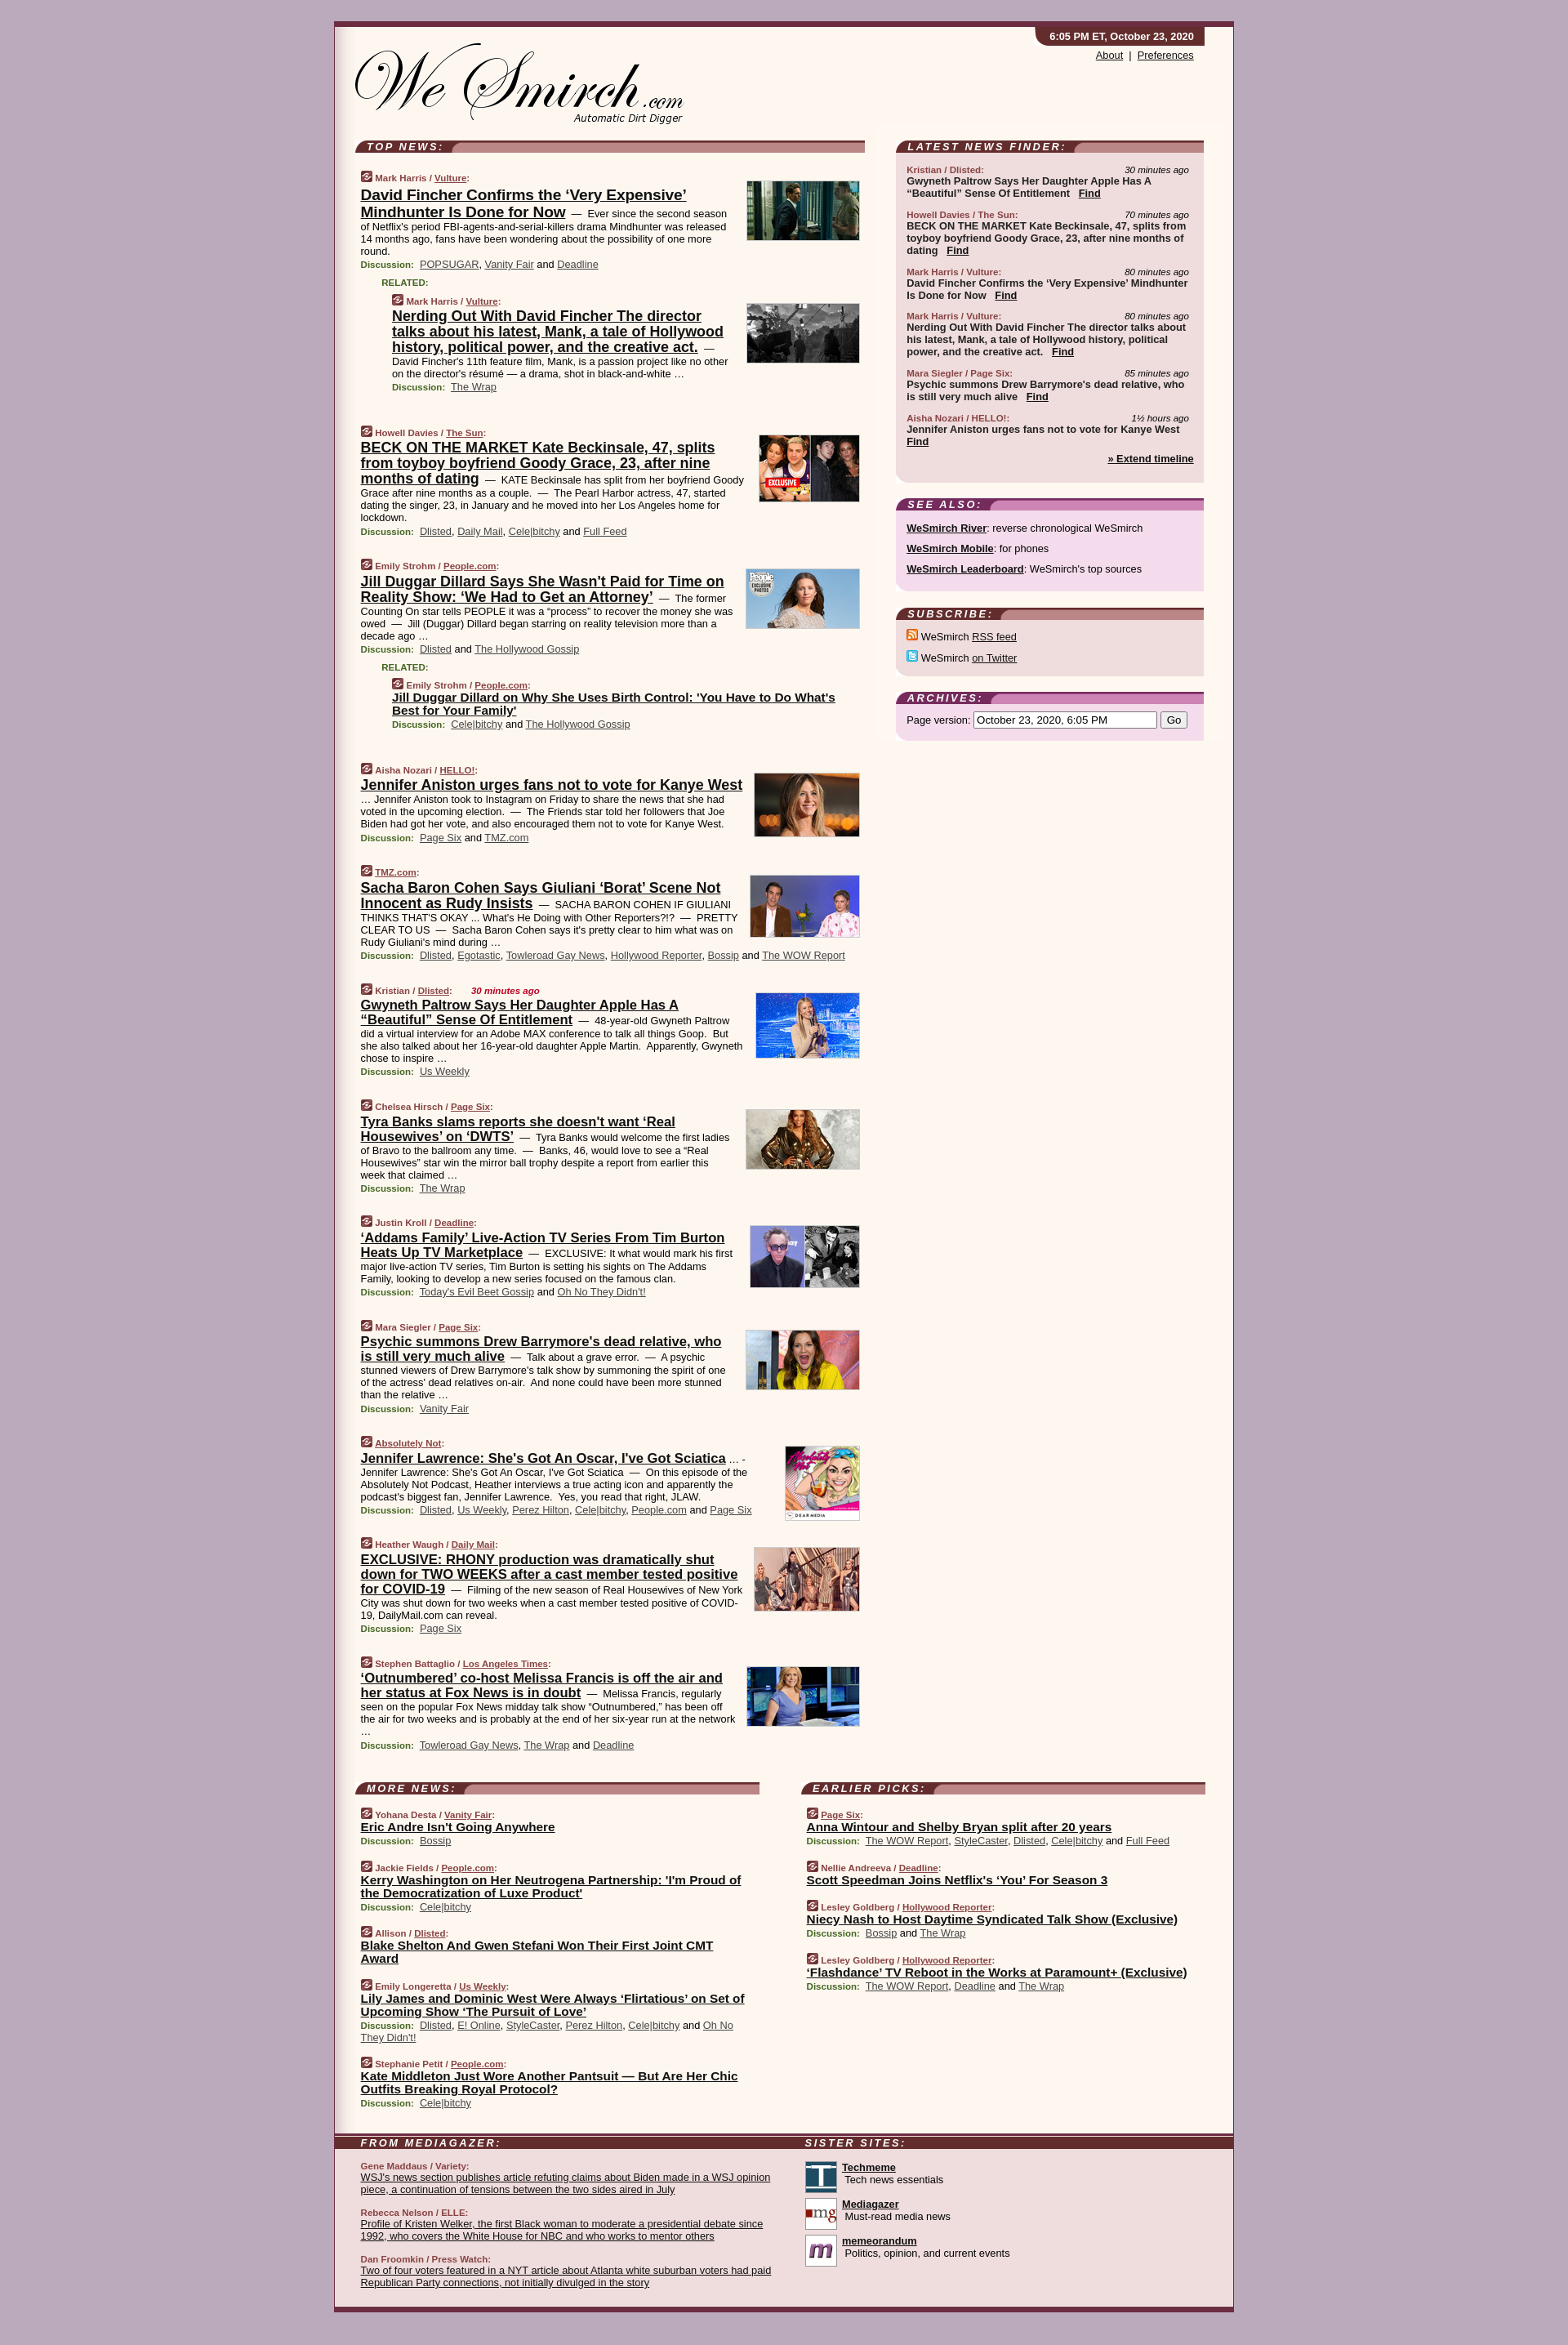 6:05 PM ET, October 23, 2020
About | Preferences
We Smirch.com
Automatic Dirt Digger
TOP NEWS:
Mark Harris / Vulture:
David Fincher Confirms the ‘Very Expensive’
Mindhunter Is Done for Now — Ever since the second season
of Netflix's period FBI-agents-and-serial-killers drama Mindhunter was released
14 months ago, fans have been wondering about the possibility of one more
round.
Discussion: POPSUGAR, Vanity Fair and Deadline
RELATED:
Mark Harris / Vulture:
Nerding Out With David Fincher The director
talks about his latest, Mank, a tale of Hollywood
history, political power, and the creative act. —
David Fincher's 11th feature film, Mank, is a passion project like no other
on the director's résumé — a drama, shot in black-and-white …
Discussion: The Wrap
Howell Davies / The Sun:
BECK ON THE MARKET Kate Beckinsale, 47, splits
from toyboy boyfriend Goody Grace, 23, after nine
months of dating — KATE Beckinsale has split from her boyfriend Goody
Grace after nine months as a couple. — The Pearl Harbor actress, 47, started
dating the singer, 23, in January and he moved into her Los Angeles home for
lockdown.
Discussion: Dlisted, Daily Mail, Cele|bitchy and Full Feed
EXCLUSIVE
Emily Strohm / People.com:
Jill Duggar Dillard Says She Wasn't Paid for Time on
Reality Show: ‘We Had to Get an Attorney’ — The former
Counting On star tells PEOPLE it was a “process” to recover the money she was
owed — Jill (Duggar) Dillard began starring on reality television more than a
decade ago …
Discussion: Dlisted and The Hollywood Gossip
People
EXCLUSIVE
PHOTOS
RELATED:
Emily Strohm / People.com:
Jill Duggar Dillard on Why She Uses Birth Control: 'You Have to Do What's
Best for Your Family'
Discussion: Cele|bitchy and The Hollywood Gossip
Aisha Nozari / HELLO!:
Jennifer Aniston urges fans not to vote for Kanye West
… Jennifer Aniston took to Instagram on Friday to share the news that she had
voted in the upcoming election. — The Friends star told her followers that Joe
Biden had got her vote, and also encouraged them not to vote for Kanye West.
Discussion: Page Six and TMZ.com
TMZ.com:
Sacha Baron Cohen Says Giuliani ‘Borat’ Scene Not
Innocent as Rudy Insists — SACHA BARON COHEN IF GIULIANI
THINKS THAT'S OKAY ... What's He Doing with Other Reporters?!? — PRETTY
CLEAR TO US — Sacha Baron Cohen says it's pretty clear to him what was on
Rudy Giuliani's mind during …
Discussion: Dlisted, Egotastic, Towleroad Gay News, Hollywood Reporter, Bossip and The WOW Report
Kristian / Dlisted: 30 minutes ago
Gwyneth Paltrow Says Her Daughter Apple Has A
“Beautiful” Sense Of Entitlement — 48-year-old Gwyneth Paltrow
did a virtual interview for an Adobe MAX conference to talk all things Goop. But
she also talked about her 16-year-old daughter Apple Martin. Apparently, Gwyneth
chose to inspire …
Discussion: Us Weekly
Chelsea Hirsch / Page Six:
Tyra Banks slams reports she doesn't want ‘Real
Housewives’ on ‘DWTS’ — Tyra Banks would welcome the first ladies
of Bravo to the ballroom any time. — Banks, 46, would love to see a “Real
Housewives” star win the mirror ball trophy despite a report from earlier this
week that claimed …
Discussion: The Wrap
Justin Kroll / Deadline:
‘Addams Family’ Live-Action TV Series From Tim Burton
Heats Up TV Marketplace — EXCLUSIVE: It what would mark his first
major live-action TV series, Tim Burton is setting his sights on The Addams
Family, looking to develop a new series focused on the famous clan.
Discussion: Today's Evil Beet Gossip and Oh No They Didn't!
Mara Siegler / Page Six:
Psychic summons Drew Barrymore's dead relative, who
is still very much alive — Talk about a grave error. — A psychic
stunned viewers of Drew Barrymore's talk show by summoning the spirit of one
of the actress' dead relatives on-air. And none could have been more stunned
than the relative …
Discussion: Vanity Fair
Absolutely Not:
Jennifer Lawrence: She's Got An Oscar, I've Got Sciatica … -
Jennifer Lawrence: She's Got An Oscar, I've Got Sciatica — On this episode of the
Absolutely Not Podcast, Heather interviews a true acting icon and apparently the
podcast's biggest fan, Jennifer Lawrence. Yes, you read that right, JLAW.
Discussion: Dlisted, Us Weekly, Perez Hilton, Cele|bitchy, People.com and Page Six
Absolutely
Not
DEAR MEDIA
Heather Waugh / Daily Mail:
EXCLUSIVE: RHONY production was dramatically shut
down for TWO WEEKS after a cast member tested positive
for COVID-19 — Filming of the new season of Real Housewives of New York
City was shut down for two weeks when a cast member tested positive of COVID-
19, DailyMail.com can reveal.
Discussion: Page Six
Stephen Battaglio / Los Angeles Times:
‘Outnumbered’ co-host Melissa Francis is off the air and
her status at Fox News is in doubt — Melissa Francis, regularly
seen on the popular Fox News midday talk show “Outnumbered,” has been off
the air for two weeks and is probably at the end of her six-year run at the network
…
Discussion: Towleroad Gay News, The Wrap and Deadline
LATEST NEWS FINDER:
Kristian / Dlisted: 30 minutes ago
Gwyneth Paltrow Says Her Daughter Apple Has A
“Beautiful” Sense Of Entitlement Find
Howell Davies / The Sun: 70 minutes ago
BECK ON THE MARKET Kate Beckinsale, 47, splits from
toyboy boyfriend Goody Grace, 23, after nine months of
dating Find
Mark Harris / Vulture: 80 minutes ago
David Fincher Confirms the ‘Very Expensive’ Mindhunter
Is Done for Now Find
Mark Harris / Vulture: 80 minutes ago
Nerding Out With David Fincher The director talks about
his latest, Mank, a tale of Hollywood history, political
power, and the creative act. Find
Mara Siegler / Page Six: 85 minutes ago
Psychic summons Drew Barrymore's dead relative, who
is still very much alive Find
Aisha Nozari / HELLO!: 1½ hours ago
Jennifer Aniston urges fans not to vote for Kanye West
Find
» Extend timeline
SEE ALSO:
WeSmirch River: reverse chronological WeSmirch
WeSmirch Mobile: for phones
WeSmirch Leaderboard: WeSmirch's top sources
SUBSCRIBE:
WeSmirch RSS feed
WeSmirch on Twitter
ARCHIVES:
Page version: October 23, 2020, 6:05 PM Go
MORE NEWS:
Yohana Desta / Vanity Fair:
Eric Andre Isn't Going Anywhere
Discussion: Bossip
Jackie Fields / People.com:
Kerry Washington on Her Neutrogena Partnership: 'I'm Proud of
the Democratization of Luxe Product'
Discussion: Cele|bitchy
Allison / Dlisted:
Blake Shelton And Gwen Stefani Won Their First Joint CMT
Award
Emily Longeretta / Us Weekly:
Lily James and Dominic West Were Always ‘Flirtatious’ on Set of
Upcoming Show ‘The Pursuit of Love’
Discussion: Dlisted, E! Online, StyleCaster, Perez Hilton, Cele|bitchy and Oh No
They Didn't!
Stephanie Petit / People.com:
Kate Middleton Just Wore Another Pantsuit — But Are Her Chic
Outfits Breaking Royal Protocol?
Discussion: Cele|bitchy
EARLIER PICKS:
Page Six:
Anna Wintour and Shelby Bryan split after 20 years
Discussion: The WOW Report, StyleCaster, Dlisted, Cele|bitchy and Full Feed
Nellie Andreeva / Deadline:
Scott Speedman Joins Netflix's ‘You’ For Season 3
Lesley Goldberg / Hollywood Reporter:
Niecy Nash to Host Daytime Syndicated Talk Show (Exclusive)
Discussion: Bossip and The Wrap
Lesley Goldberg / Hollywood Reporter:
‘Flashdance’ TV Reboot in the Works at Paramount+ (Exclusive)
Discussion: The WOW Report, Deadline and The Wrap
FROM MEDIAGAZER:
Gene Maddaus / Variety:
WSJ's news section publishes article refuting claims about Biden made in a WSJ opinion
piece, a continuation of tensions between the two sides aired in July
Rebecca Nelson / ELLE:
Profile of Kristen Welker, the first Black woman to moderate a presidential debate since
1992, who covers the White House for NBC and who works to mentor others
Dan Froomkin / Press Watch:
Two of four voters featured in a NYT article about Atlanta white suburban voters had paid
Republican Party connections, not initially divulged in the story
SISTER SITES:
T
Techmeme
Tech news essentials
mg
Mediagazer
Must-read media news
m
memeorandum
Politics, opinion, and current events